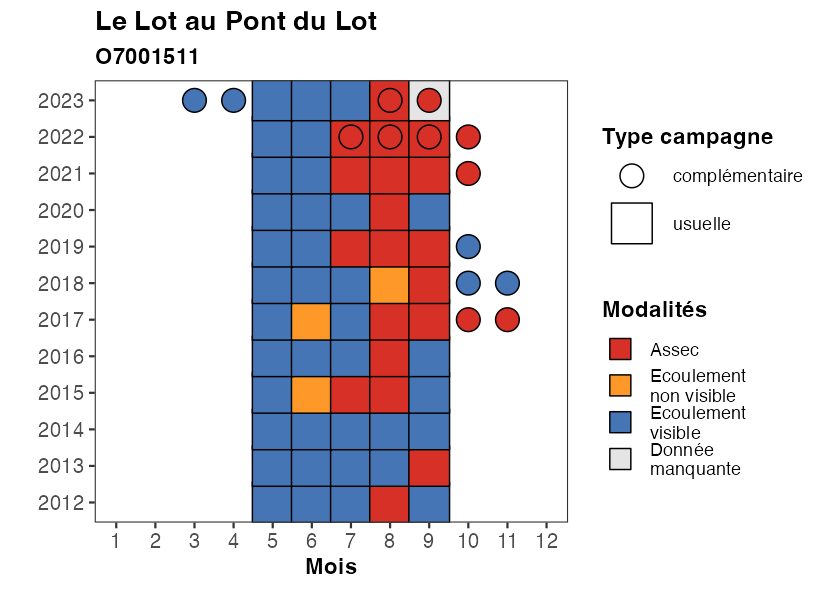 Le Lot au Pont du Lot
O7001511
2023
2022
2021
2020
2019
2018
2017
2016
2015
2014
2013
2012
1 2 3 4 5 6 7 8 9 10 11 12
Mois
Type campagne
complémentaire
usuelle
Modalités
Assec
Ecoulement
non visible
Ecoulement
visible
Donnée
manquante